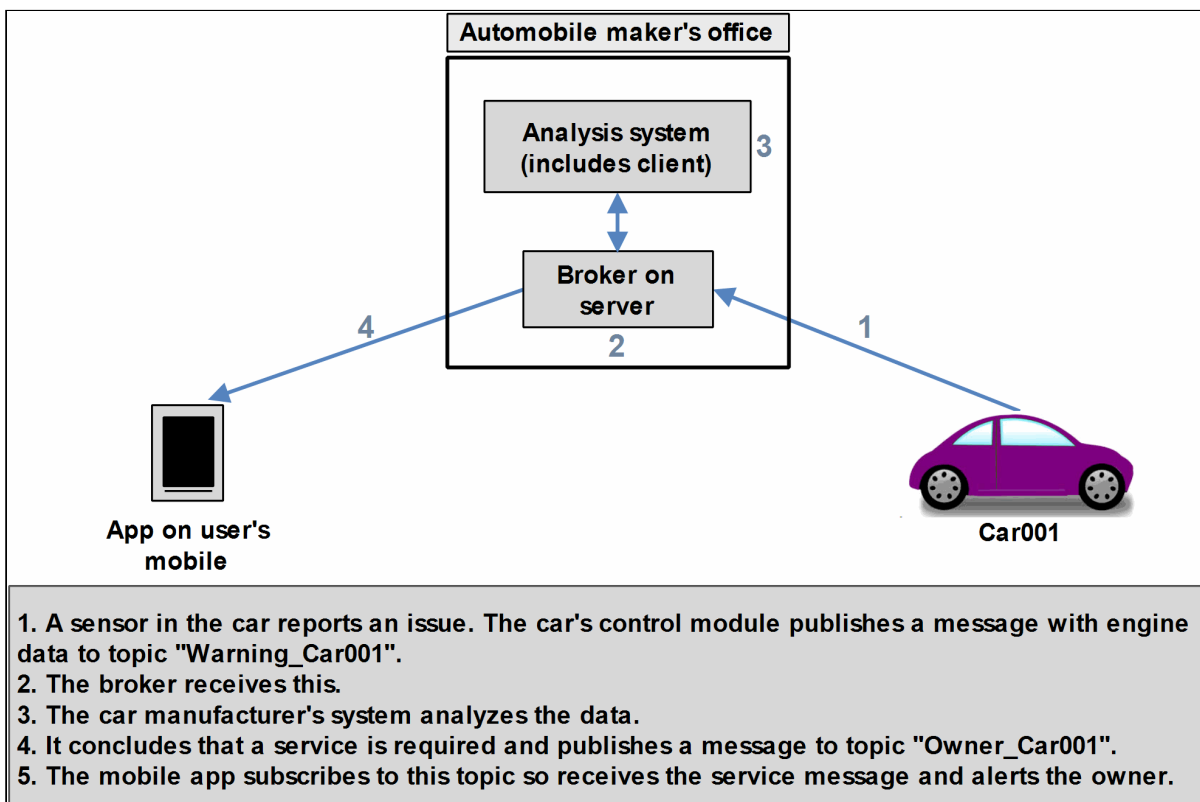 Automobile maker's office
Analysis system
(includes client)
3
Broker on
server
2
4
1
App on user's
mobile
Car001
1. A sensor in the car reports an issue. The car's control module publishes a message with engine
data to topic "Warning_Car001".
2. The broker receives this.
3. The car manufacturer's system analyzes the data.
4. It concludes that a service is required and publishes a message to topic "Owner_Car001".
5. The mobile app subscribes to this topic so receives the service message and alerts the owner.